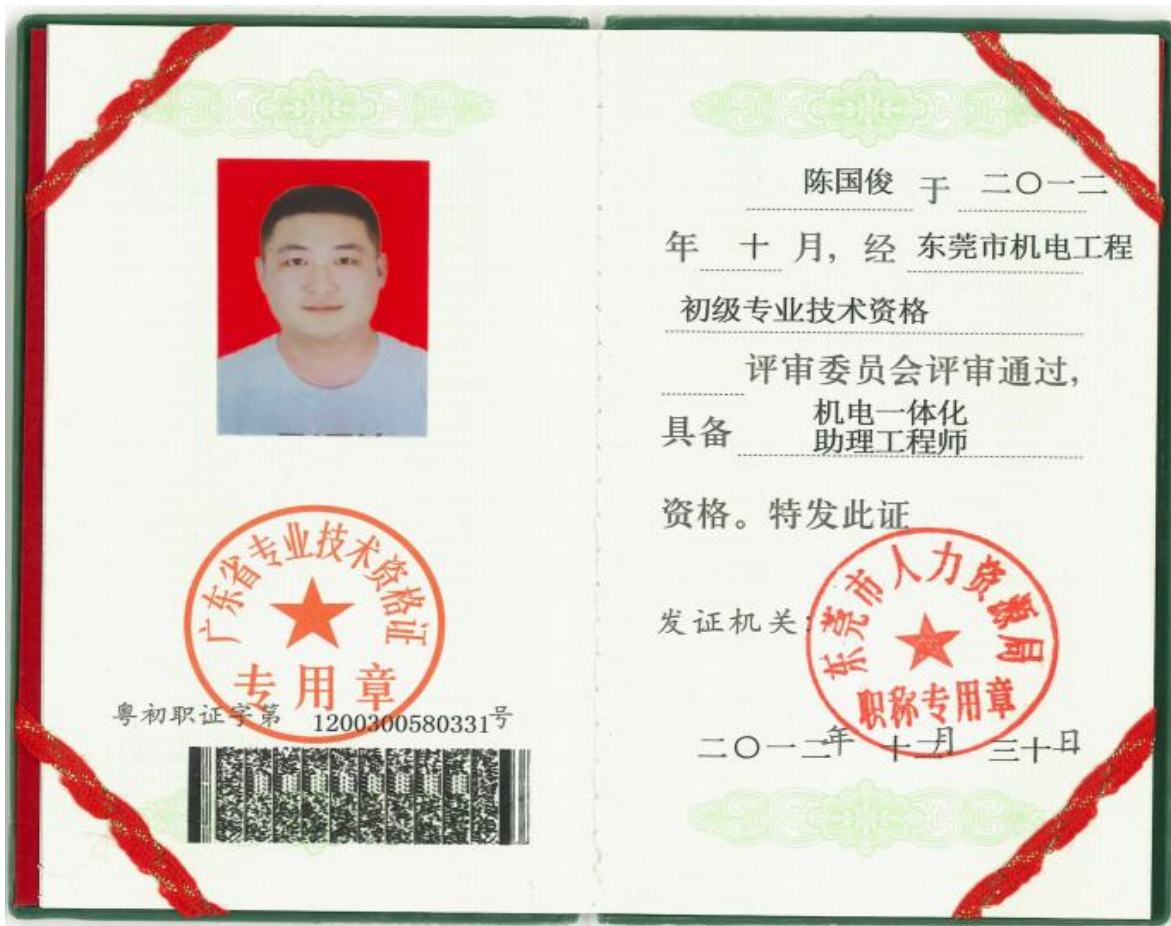 广东省专业技术资格证
专用章
粤初职证字第 1200300580331号
陈国俊 于 二〇一二
年 十 月，经 东莞市机电工程
初级专业技术资格
评审委员会评审通过，
具备 机电一体化
助理工程师
资格。特发此证
发证机关：
东莞市人力资源局
职称专用章
二〇一二年 十月 三十日